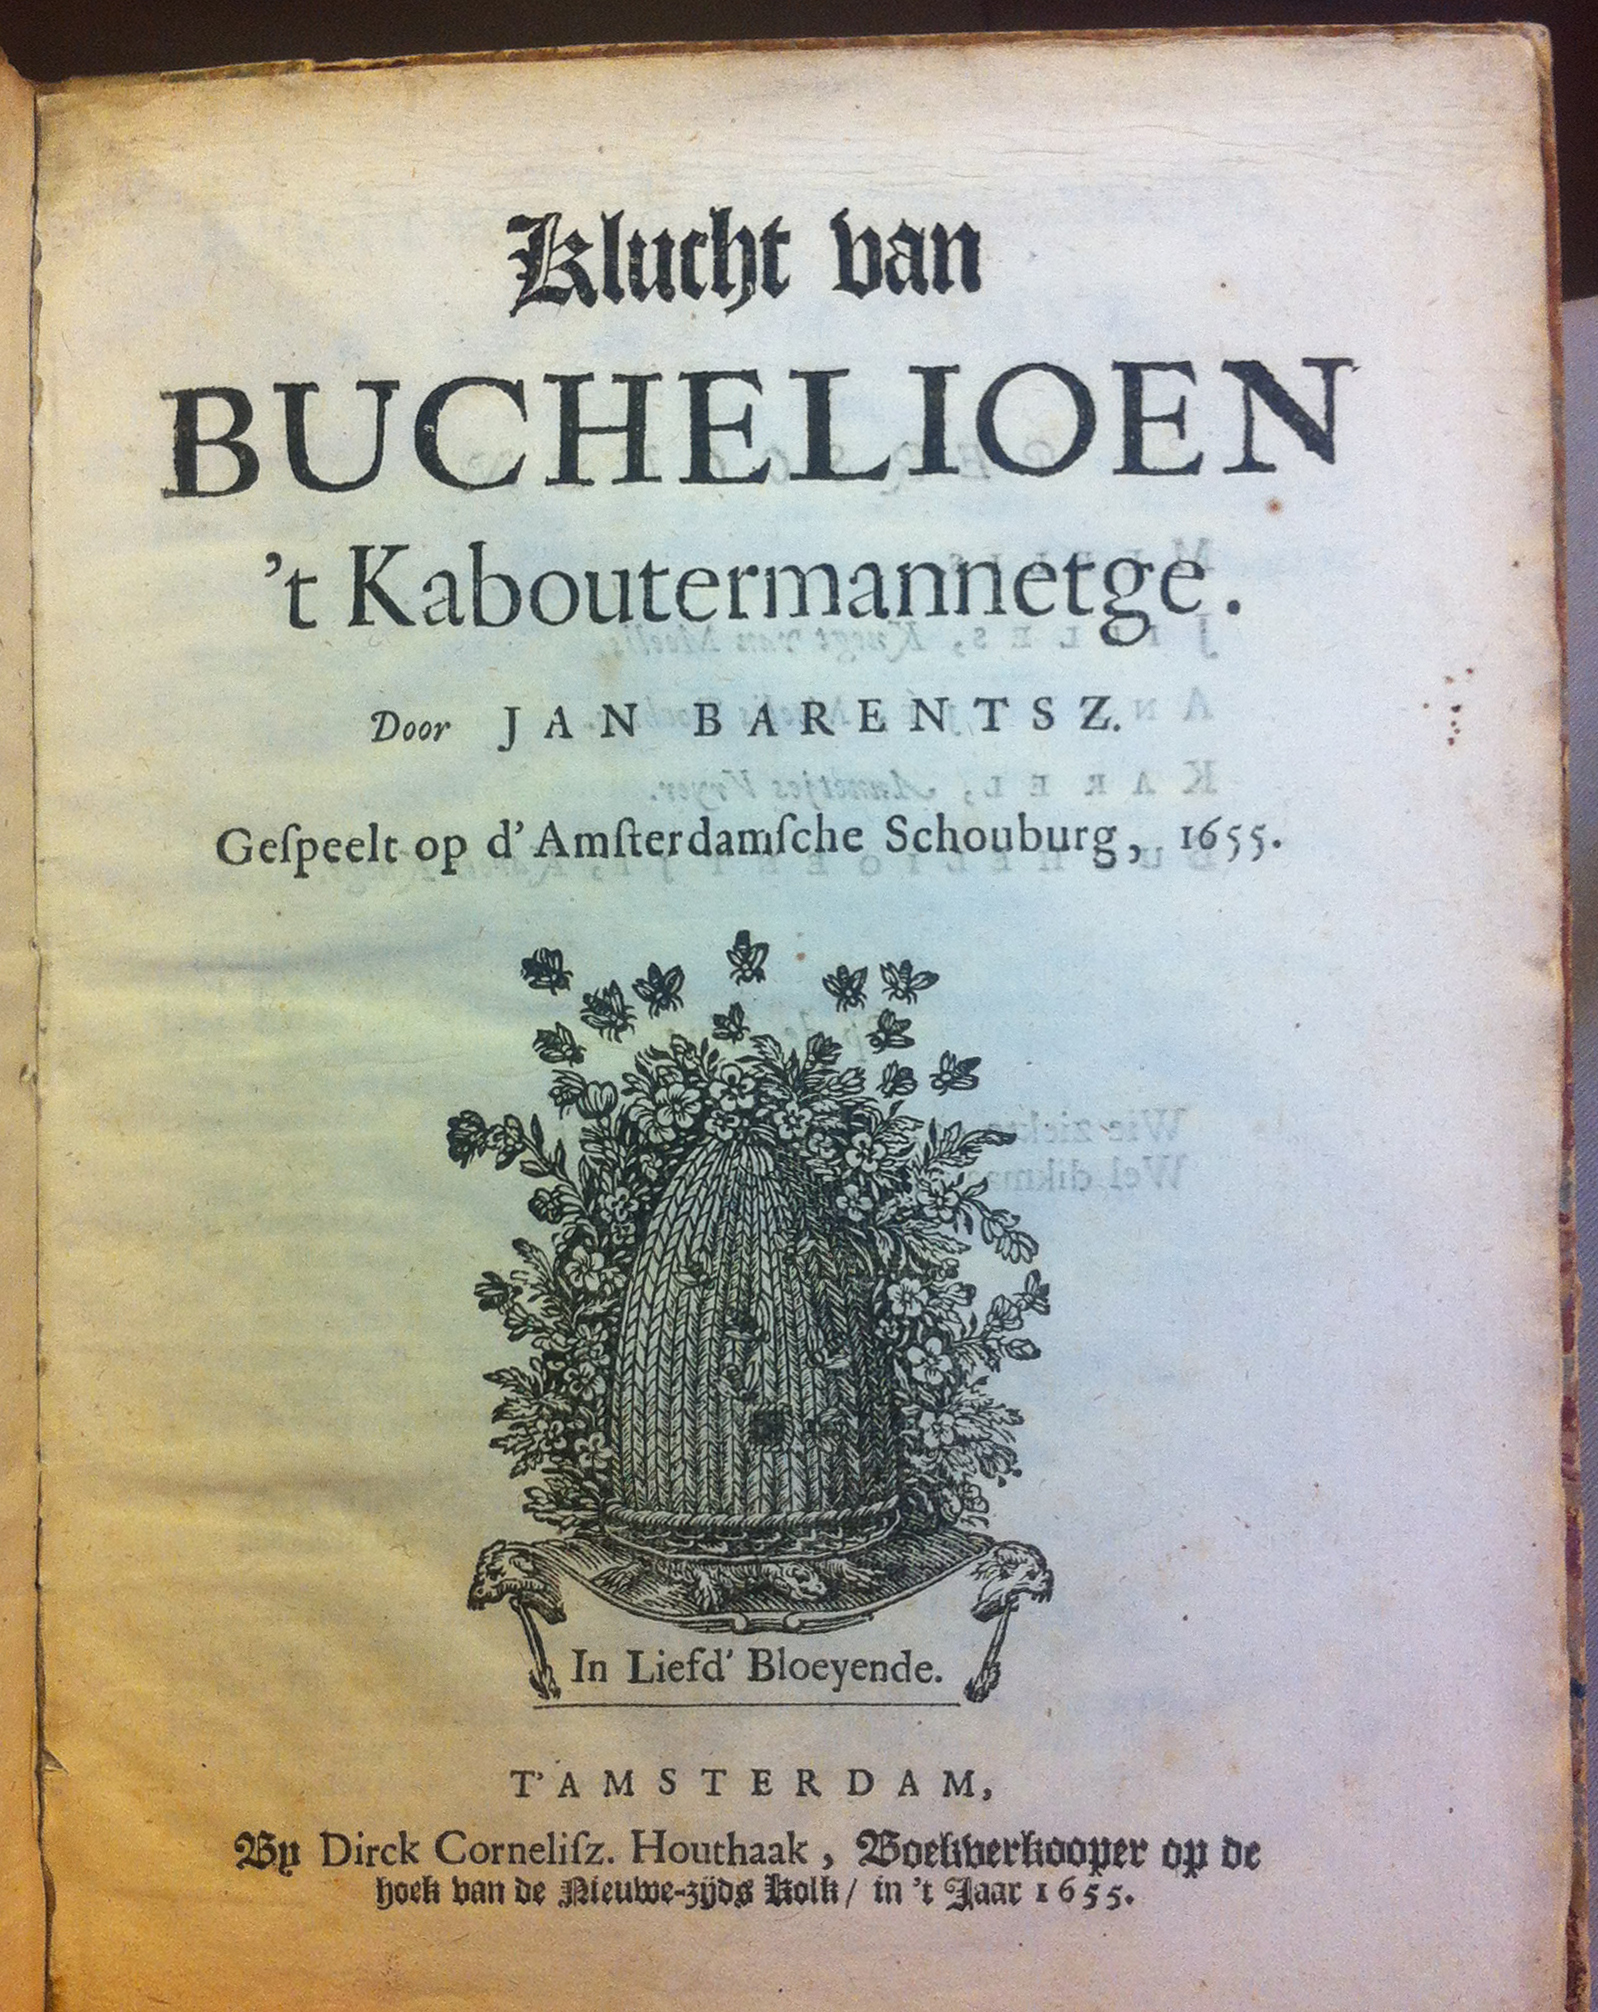 Klucht van
BUCHELIOEN
't Kaboutermannetge.
Door JAN BARENTSZ.
Geſpeelt op d'Amſterdamſche Schouburg, 1655.
In Liefd' Bloeyende.
T'AMSTERDAM,
By Dirck Corneliſz. Houthaak, Boekverkooper op de
hoek van de Nieuwe-zijds Kolk/ in 't Jaar 1655.